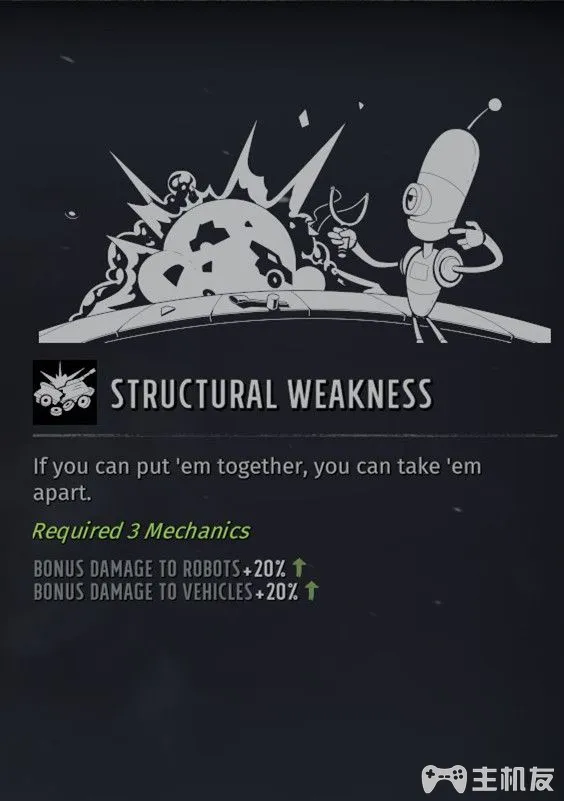 STRUCTURAL WEAKNESS
If you can put 'em together, you can take 'em
apart.
Required 3 Mechanics
BONUS DAMAGE TO ROBOTS +20%
BONUS DAMAGE TO VEHICLES +20%
主机友